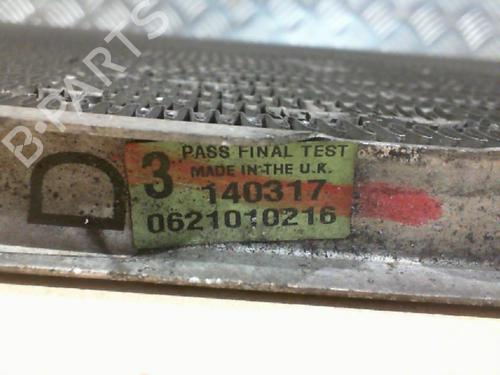 B-PARTS
D
3 PASS FINAL TEST
MADE IN THE U.K.
140317
0621010216